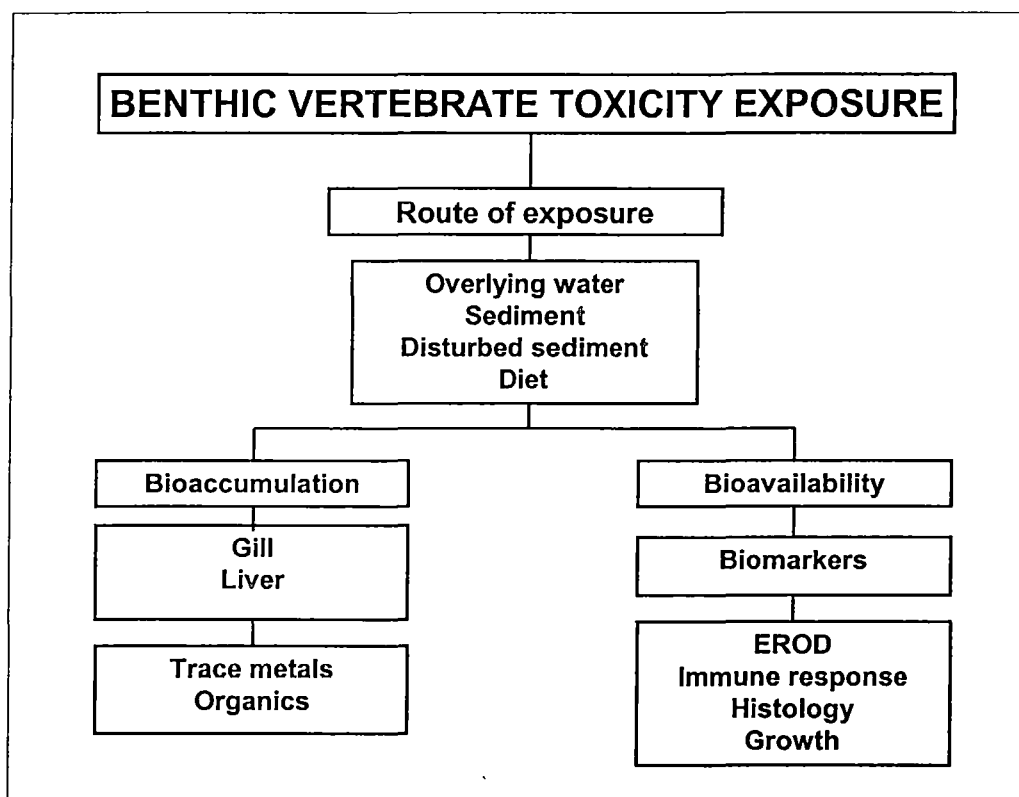 BENTHIC VERTEBRATE TOXICITY EXPOSURE
Route of exposure
Overlying water
Sediment
Disturbed sediment
Diet
Bioaccumulation
Gill
Liver
Trace metals
Organics
Bioavailability
Biomarkers
EROD
Immune response
Histology
Growth